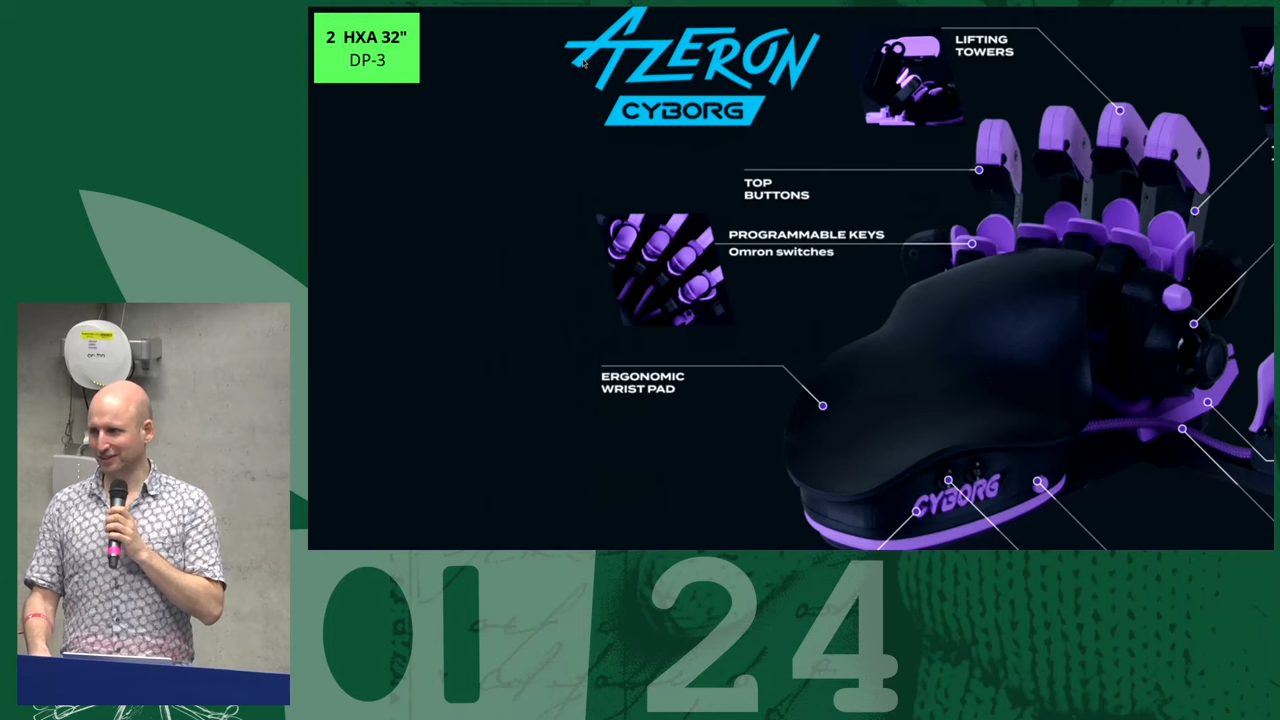 2 HXA 32"
DP-3
AZERON
CYBORG
LIFTING
TOWERS
TOP
BUTTONS
PROGRAMMABLE KEYS
Omron switches
ERGONOMIC
WRIST PAD
CYBORG
24